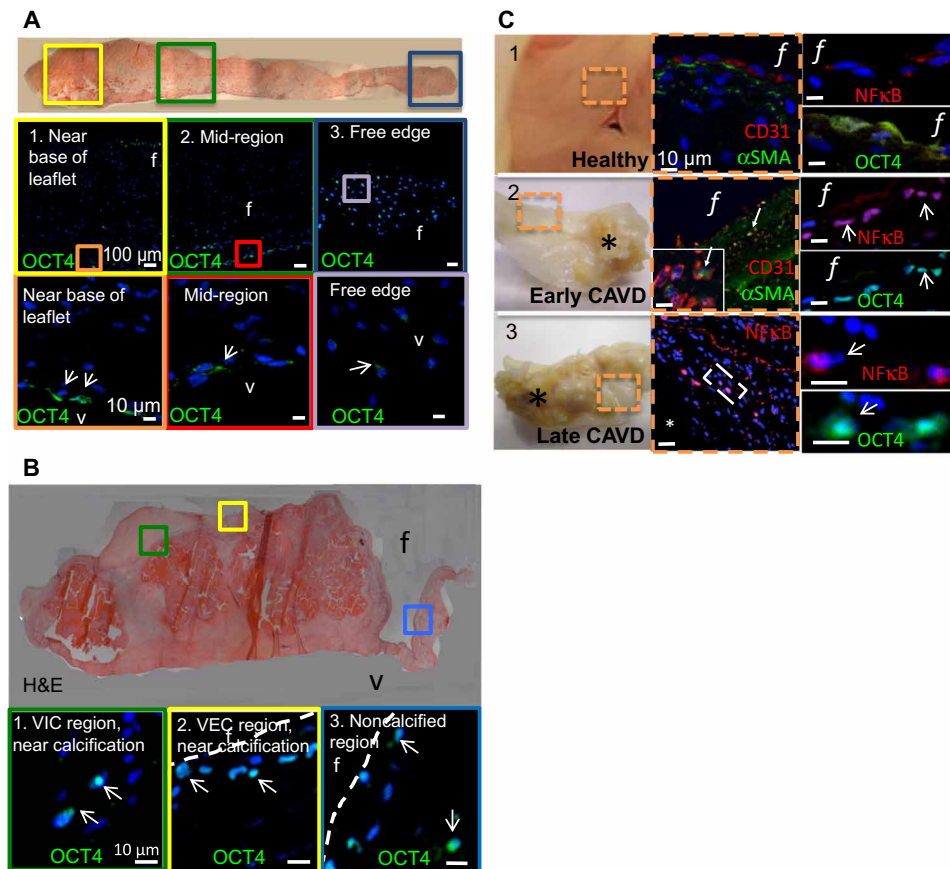 A
1. Near
base of
leaflet
f
100 µm
OCT4
2. Mid-region
f
OCT4
3. Free edge
f
OCT4
Near base of
leaflet
OCT4
v
10 µm
Mid-region
v
OCT4
Free edge
v
OCT4
B
f
v
H&E
1. VIC region,
near calcification
OCT4
10 µm
2. VEC region,
f
near calcification
OCT4
3. Noncalcified
region
f
OCT4
C
1
Healthy
f
CD31
10 µm
αSMA
f
NFκB
f
OCT4
2
*
Early CAVD
f
CD31
αSMA
f
NFκB
f
OCT4
3
*
Late CAVD
NFκB
*
NFκB
OCT4